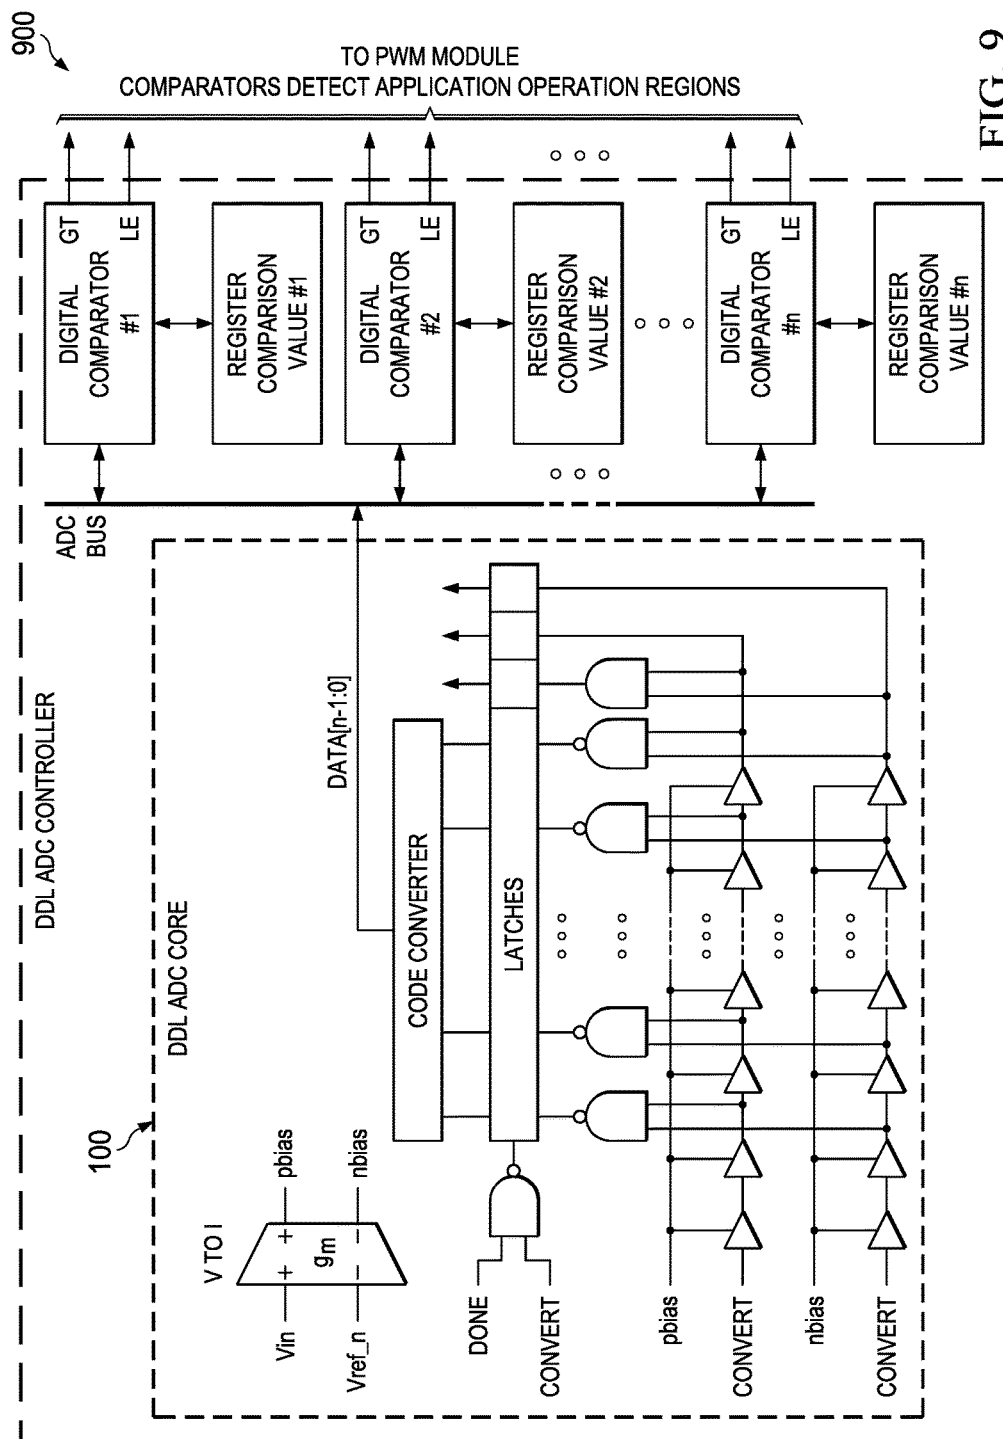 900
TO PWM MODULE
COMPARATORS DETECT APPLICATION OPERATION REGIONS
DDL ADC CONTROLLER
ADC
BUS
DIGITAL
COMPARATOR
#1
GT
LE
REGISTER
COMPARISON
VALUE #1
DIGITAL
COMPARATOR
#2
GT
LE
REGISTER
COMPARISON
VALUE #2
DIGITAL
COMPARATOR
#n
GT
LE
REGISTER
COMPARISON
VALUE #n
100
DDL ADC CORE
V TO I
Vin
+ +
pbias
gm
Vref_n
− −
nbias
DATA[n-1:0]
CODE CONVERTER
LATCHES
DONE
CONVERT
pbias
CONVERT
nbias
CONVERT
FIG. 9